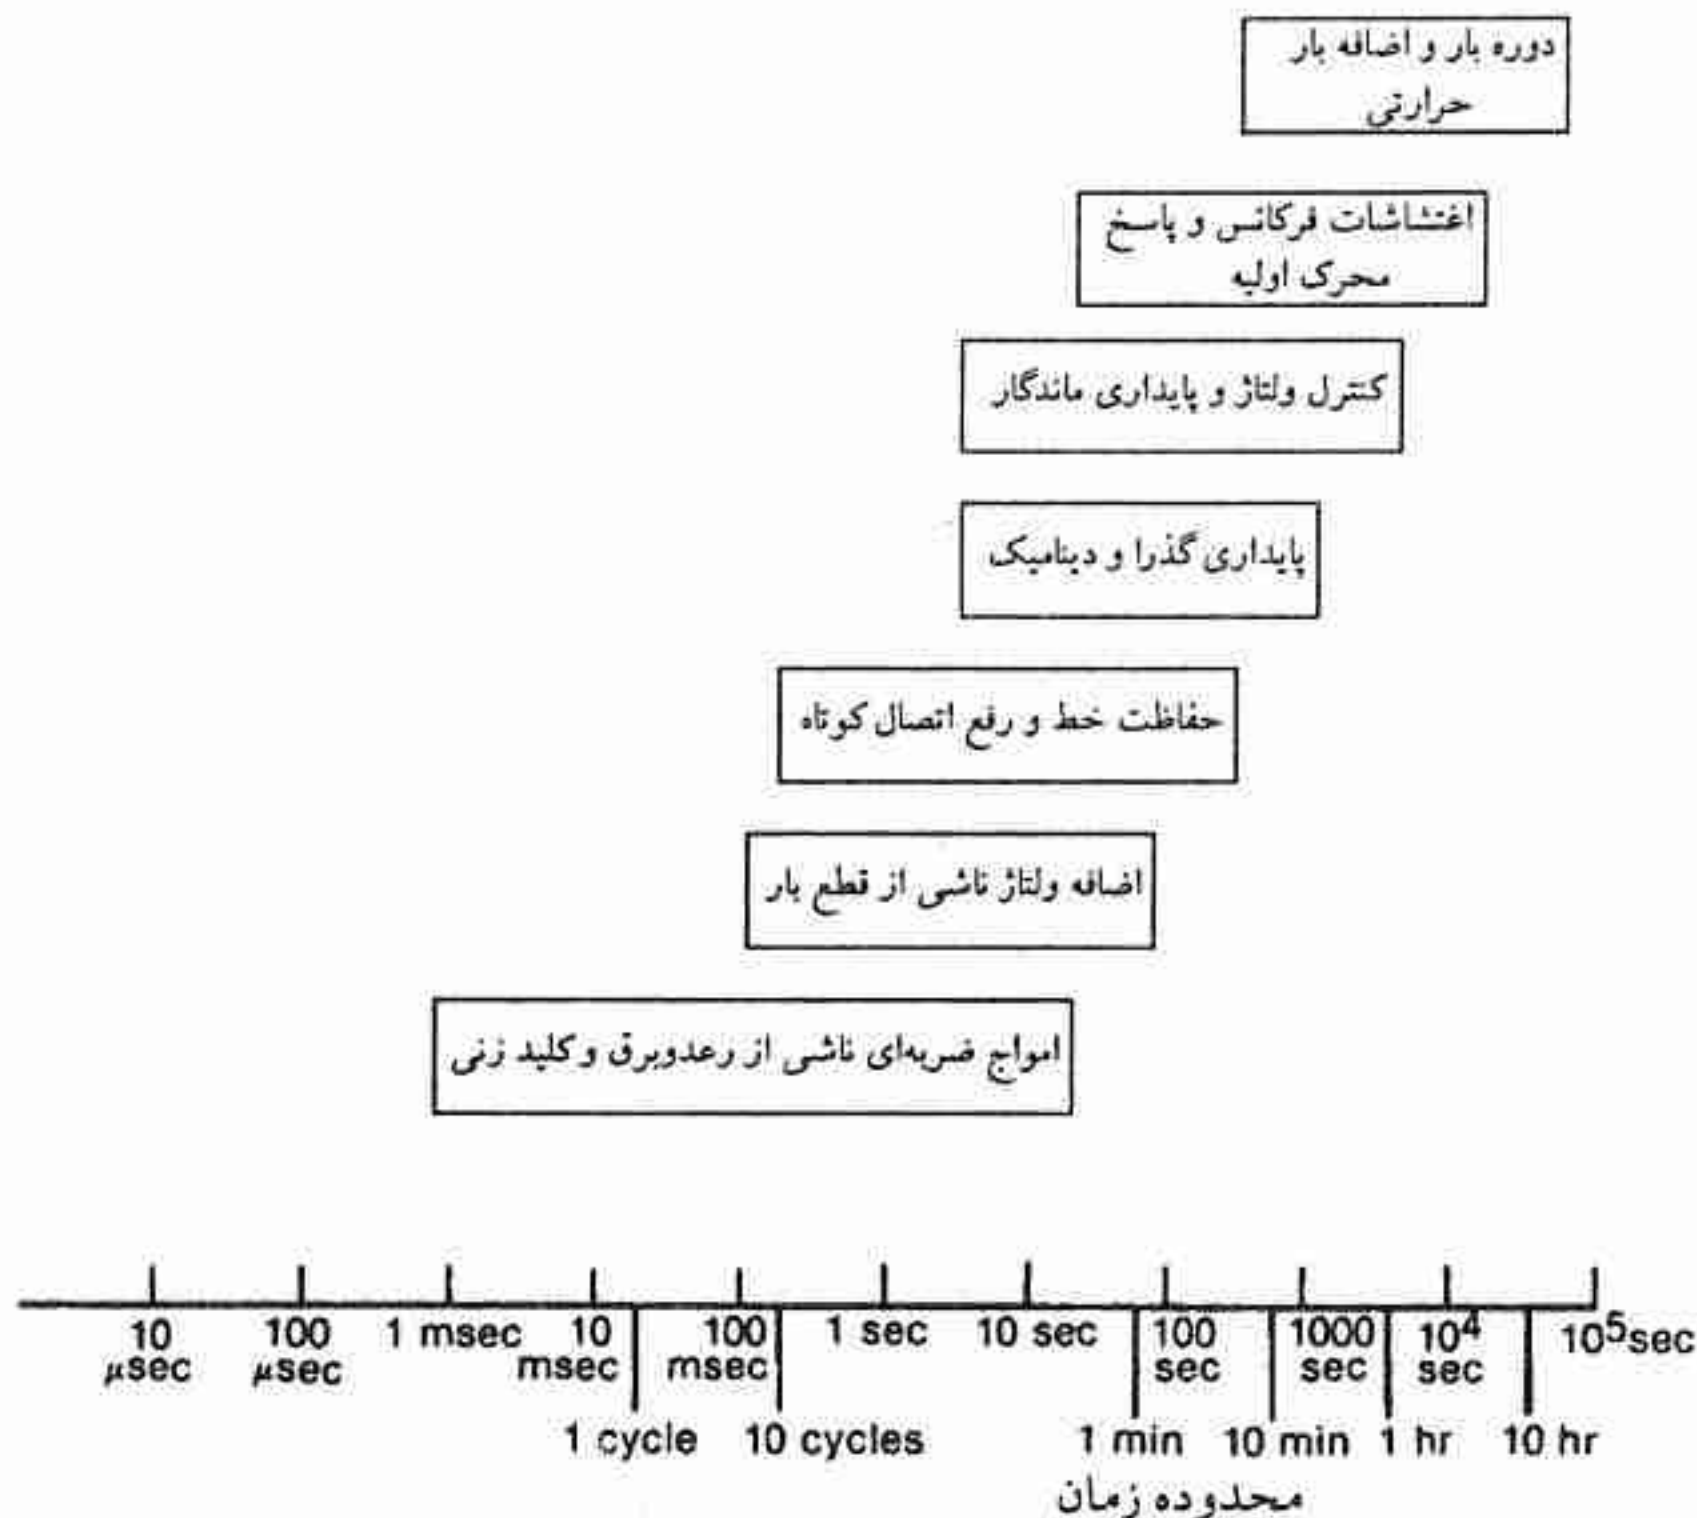 دوره بار و اضافه بار
حرارتی
اغتشاشات فرکانس و پاسخ
محرک اولیه
کنترل ولتاژ و پایداری ماندگار
پایداری گذرا و دینامیک
حفاظت خط و رفع اتصال کوتاه
اضافه ولتاژ ناشی از قطع بار
امواج ضربه‌ای ناشی از رعدوبرق و کلید زنی
10 100 1 msec 10 100 1 sec 10 sec 100 1000 10⁴ 10⁵sec
μsec μsec msec msec sec sec sec
1 cycle 10 cycles 1 min 10 min 1 hr 10 hr
محدوده زمان